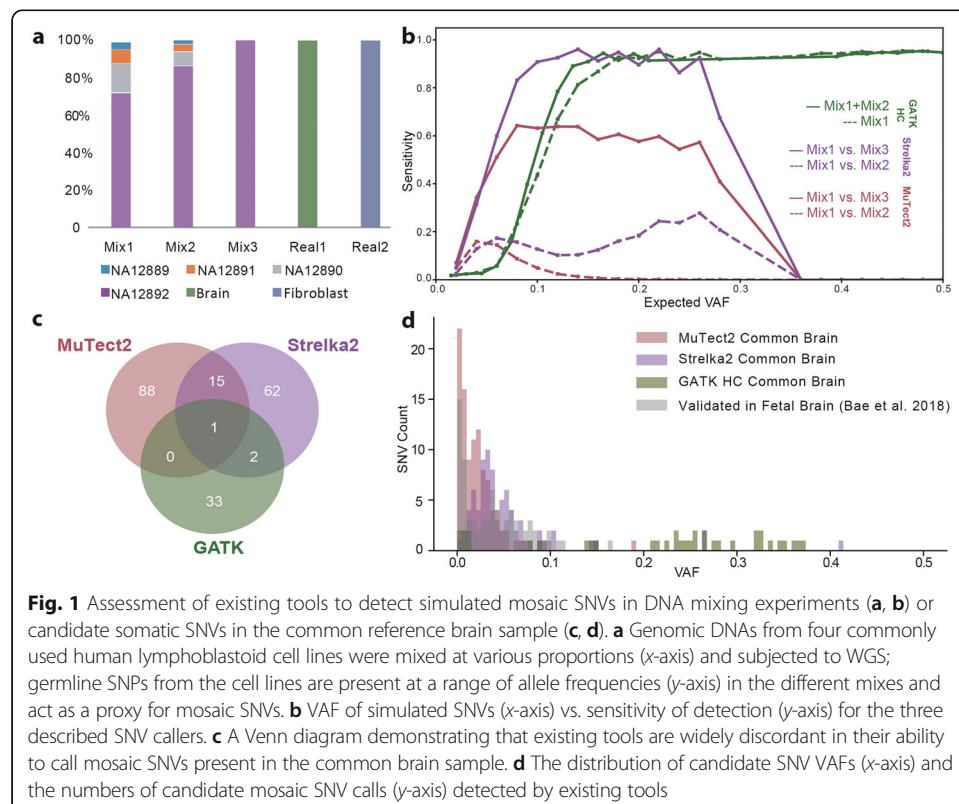 a
100%
80%
60%
40%
20%
0
Mix1 Mix2 Mix3 Real1 Real2
NA12889 NA12891 NA12890
NA12892 Brain Fibroblast
b
Sensitivity
1.0
0.8
0.6
0.4
0.2
0.0
0.0 0.1 0.2 0.3 0.4 0.5
Expected VAF
Mix1+Mix2
--- Mix1
GATK
HC
Mix1 vs. Mix3
--- Mix1 vs. Mix2
Strelka2
Mix1 vs. Mix3
--- Mix1 vs. Mix2
MuTect2
c
MuTect2
Strelka2
88
15
62
1
0
2
33
GATK
d
SNV Count
20
15
10
5
0
0.0 0.1 0.2 0.3 0.4 0.5
VAF
MuTect2 Common Brain
Strelka2 Common Brain
GATK HC Common Brain
Validated in Fetal Brain (Bae et al. 2018)
Fig. 1 Assessment of existing tools to detect simulated mosaic SNVs in DNA mixing experiments (a, b) or
candidate somatic SNVs in the common reference brain sample (c, d). a Genomic DNAs from four commonly
used human lymphoblastoid cell lines were mixed at various proportions (x-axis) and subjected to WGS;
germline SNPs from the cell lines are present at a range of allele frequencies (y-axis) in the different mixes and
act as a proxy for mosaic SNVs. b VAF of simulated SNVs (x-axis) vs. sensitivity of detection (y-axis) for the three
described SNV callers. c A Venn diagram demonstrating that existing tools are widely discordant in their ability
to call mosaic SNVs present in the common brain sample. d The distribution of candidate SNV VAFs (x-axis) and
the numbers of candidate mosaic SNV calls (y-axis) detected by existing tools